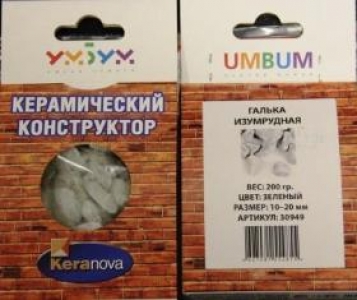 УМБУМ
КЕРАМИЧЕСКИЙ
КОНСТРУКТОР
Keranova
UMBUM
ГАЛЬКА
ИЗУМРУДНАЯ
ВЕС: 200 гр.
ЦВЕТ: ЗЕЛЕНЫЙ
РАЗМЕР: 10-20 мм
АРТИКУЛ: 30949